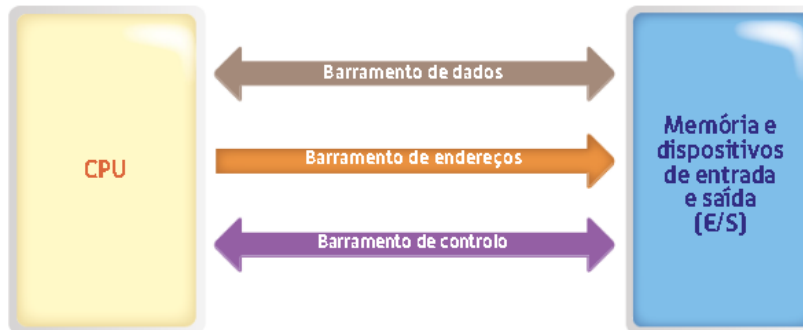 CPU
Barramento de dados
Barramento de endereços
Barramento de controlo
Memória e
dispositivos
de entrada
e saída
(E/S)